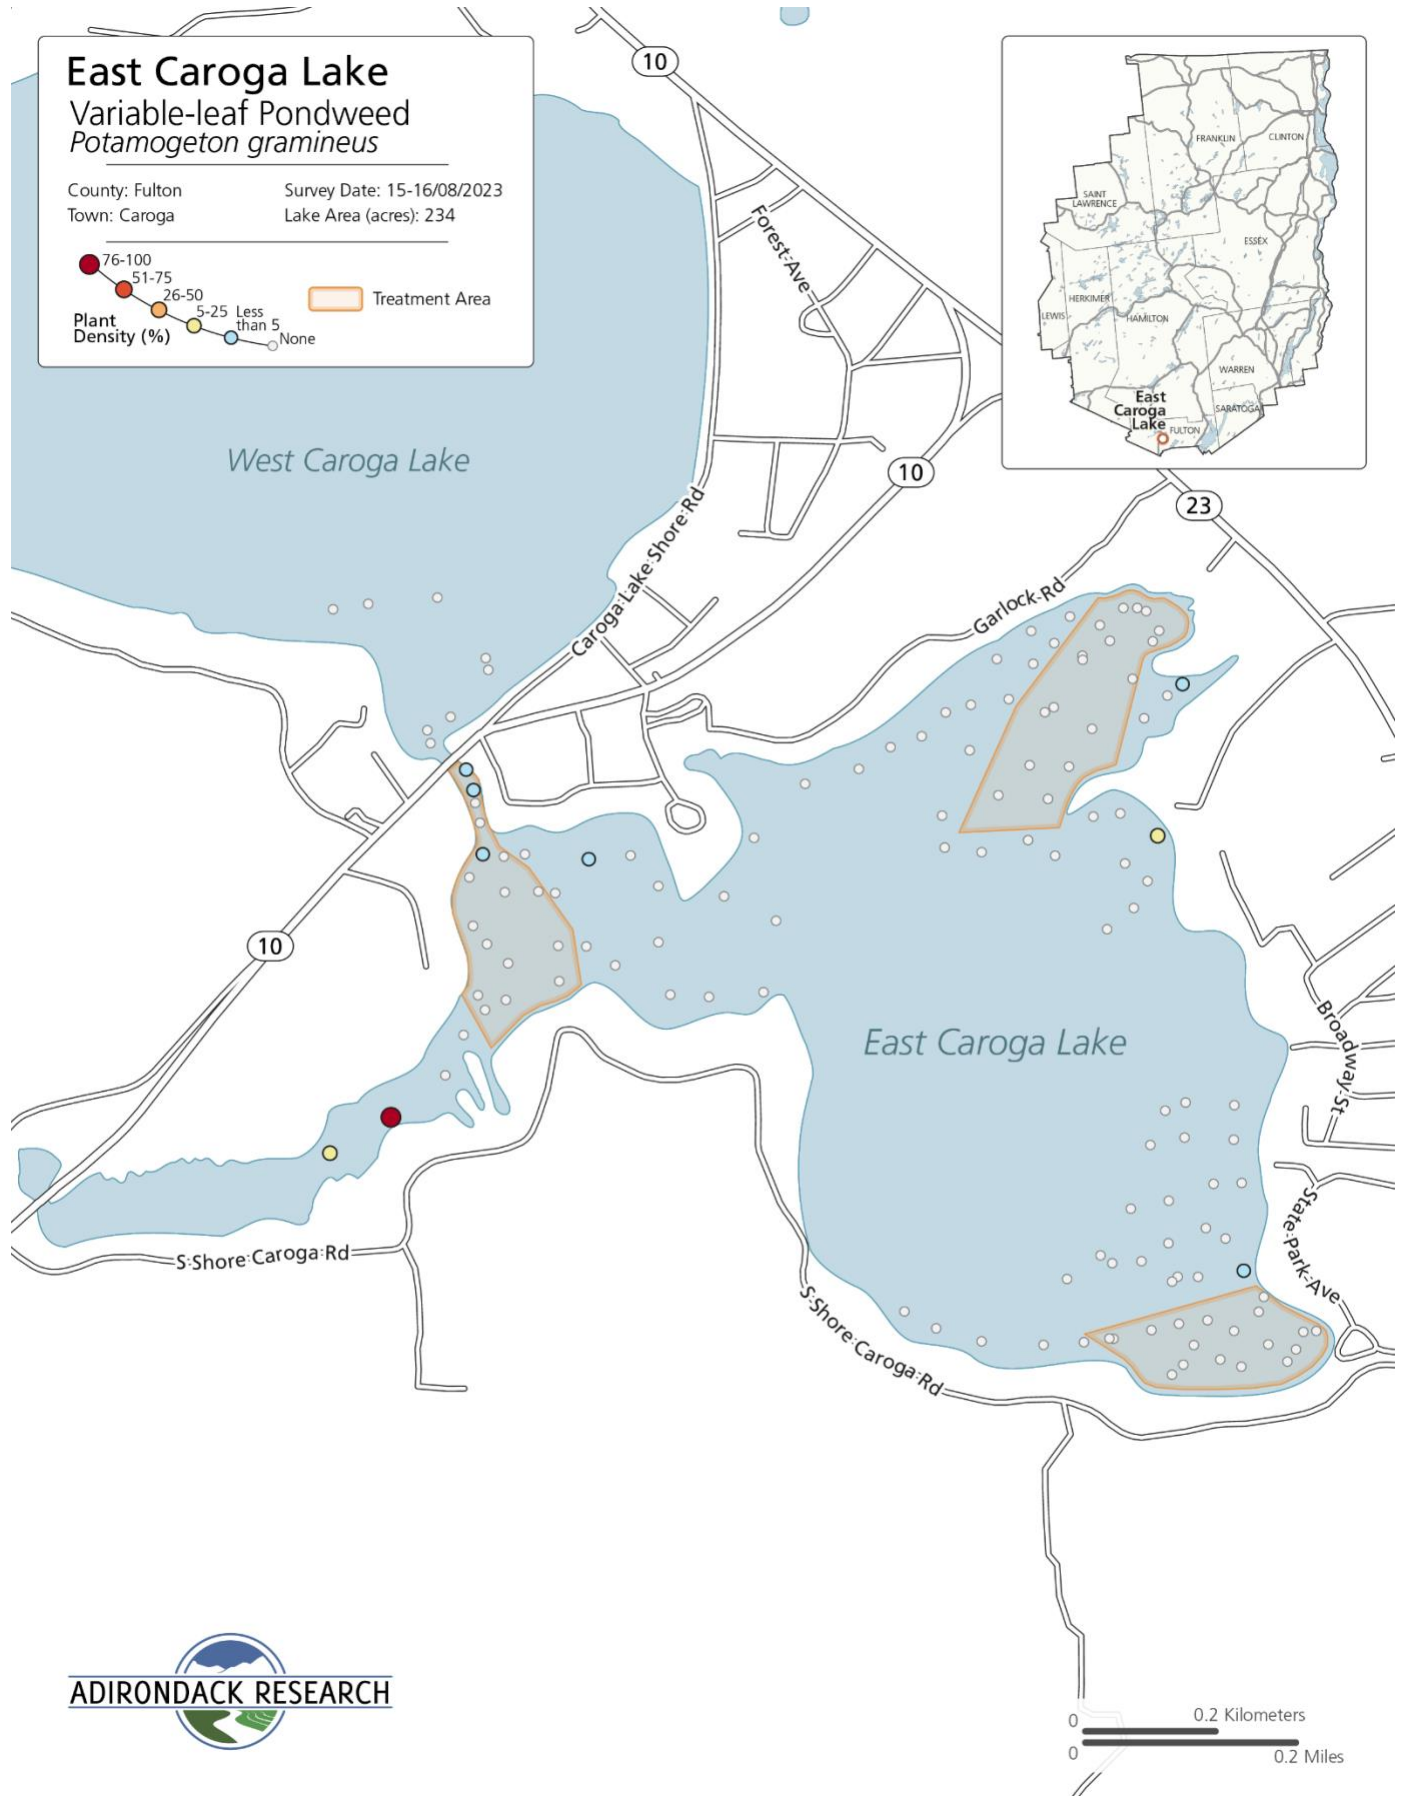 East Caroga Lake
Variable-leaf Pondweed
Potamogeton gramineus
County: Fulton
Survey Date: 15-16/08/2023
Town: Caroga
Lake Area (acres): 234
76-100
51-75
26-50
5-25
Less
than 5
None
Plant
Density (%)
Treatment Area
FRANKLIN
CLINTON
SAINT
LAWRENCE
ESSEX
HERKIMER
LEWIS
HAMILTON
WARREN
East
Caroga
Lake
SARATOGA
FULTON
10
Forest Ave
West Caroga Lake
10
23
Caroga Lake Shore Rd
Garlock Rd
10
East Caroga Lake
Broadway St
State Park Ave
S Shore Caroga Rd
S Shore Caroga Rd
ADIRONDACK RESEARCH
0
0.2 Kilometers
0
0.2 Miles